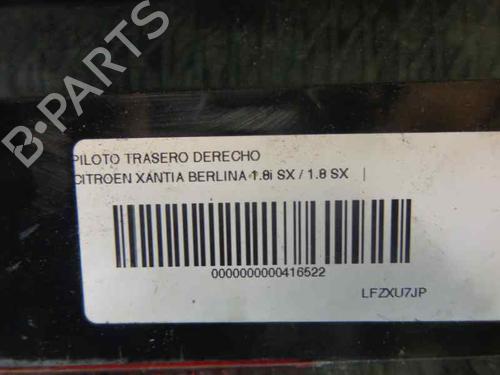 B-PARTS
PILOTO TRASERO DERECHO
CITROEN XANTIA BERLINA 1.8i SX / 1.8 SX |
0000000000416522
LFZXU7JP